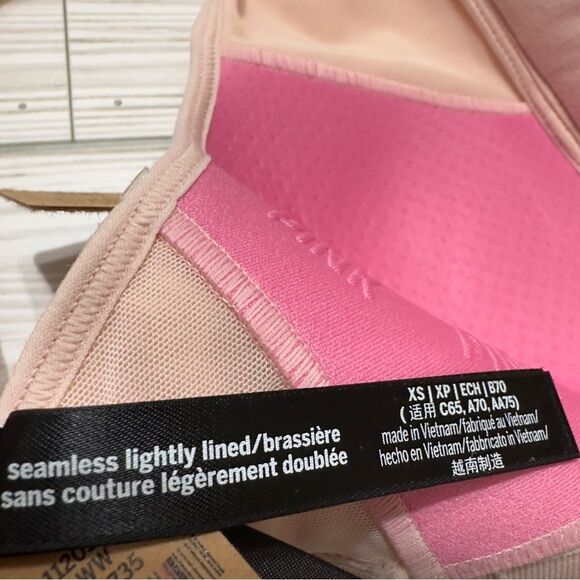 PINK
seamless lightly lined/brassière
sans couture légèrement doublée
XS | XP | ECH | B70
(适用 C65, A70, AA75)
made in Vietnam/fabriqué au Vietnam/
hecho en Vietnam/fabbricato in Vietnam/
越南制造
735